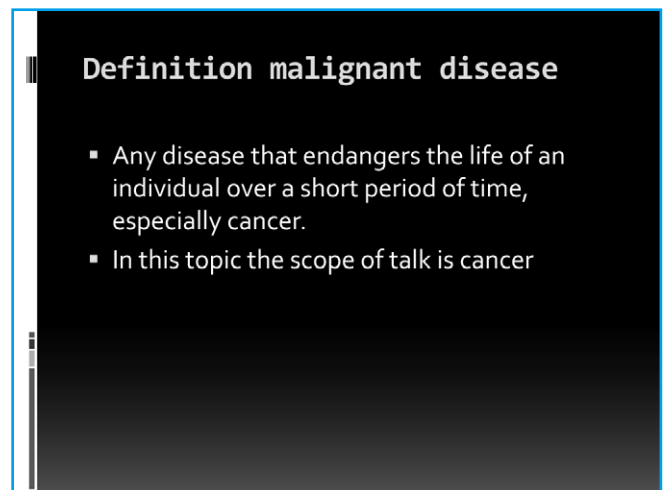 Definition malignant disease
▪ Any disease that endangers the life of an
individual over a short period of time,
especially cancer.
▪ In this topic the scope of talk is cancer